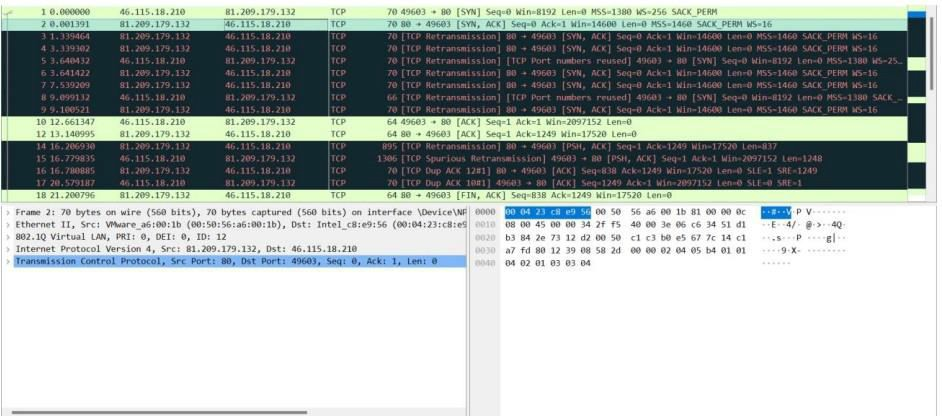 1 0.000000 46.115.18.210 81.209.179.132 TCP 70 49603 → 80 [SYN] Seq=0 Win=8192 Len=0 MSS=1380 WS=256 SACK_PERM
2 0.001391 81.209.179.132 46.115.18.210 TCP 70 80 → 49603 [SYN, ACK] Seq=0 Ack=1 Win=14600 Len=0 MSS=1460 SACK_PERM WS=16
3 1.339464 81.209.179.132 46.115.18.210 TCP 70 [TCP Retransmission] 80 → 49603 [SYN, ACK] Seq=0 Ack=1 Win=14600 Len=0 MSS=1460 SACK_PERM WS=16
4 3.339302 81.209.179.132 46.115.18.210 TCP 70 [TCP Retransmission] 80 → 49603 [SYN, ACK] Seq=0 Ack=1 Win=14600 Len=0 MSS=1460 SACK_PERM WS=16
5 3.640432 46.115.18.210 81.209.179.132 TCP 70 [TCP Retransmission] [TCP Port numbers reused] 49603 → 80 [SYN] Seq=0 Win=8192 Len=0 MSS=1380 WS=25…
6 3.641422 81.209.179.132 46.115.18.210 TCP 70 [TCP Retransmission] 80 → 49603 [SYN, ACK] Seq=0 Ack=1 Win=14600 Len=0 MSS=1460 SACK_PERM WS=16
7 7.539209 81.209.179.132 46.115.18.210 TCP 70 [TCP Retransmission] 80 → 49603 [SYN, ACK] Seq=0 Ack=1 Win=14600 Len=0 MSS=1460 SACK_PERM WS=16
8 9.099132 46.115.18.210 81.209.179.132 TCP 66 [TCP Retransmission] [TCP Port numbers reused] 49603 → 80 [SYN] Seq=0 Win=8192 Len=0 MSS=1380 SACK_…
9 9.100521 81.209.179.132 46.115.18.210 TCP 70 [TCP Retransmission] 80 → 49603 [SYN, ACK] Seq=0 Ack=1 Win=14600 Len=0 MSS=1460 SACK_PERM WS=16
10 12.661347 46.115.18.210 81.209.179.132 TCP 64 49603 → 80 [ACK] Seq=1 Ack=1 Win=2097152 Len=0
12 13.140995 81.209.179.132 46.115.18.210 TCP 64 80 → 49603 [ACK] Seq=1 Ack=1249 Win=17520 Len=0
14 16.206930 81.209.179.132 46.115.18.210 TCP 895 [TCP Retransmission] 80 → 49603 [PSH, ACK] Seq=1 Ack=1249 Win=17520 Len=837
15 16.779835 46.115.18.210 81.209.179.132 TCP 1306 [TCP Spurious Retransmission] 49603 → 80 [PSH, ACK] Seq=1 Ack=1 Win=2097152 Len=1248
16 16.780885 81.209.179.132 46.115.18.210 TCP 70 [TCP Dup ACK 12#1] 80 → 49603 [ACK] Seq=838 Ack=1249 Win=17520 Len=0 SLE=1 SRE=1249
17 20.579187 46.115.18.210 81.209.179.132 TCP 70 [TCP Dup ACK 10#1] 49603 → 80 [ACK] Seq=1249 Ack=1 Win=2097152 Len=0 SLE=0 SRE=1
18 21.200796 81.209.179.132 46.115.18.210 TCP 64 80 → 49603 [FIN, ACK] Seq=838 Ack=1249 Win=17520 Len=0
> Frame 2: 70 bytes on wire (560 bits), 70 bytes captured (560 bits) on interface \Device\NP
> Ethernet II, Src: VMware_a6:00:1b (00:50:56:a6:00:1b), Dst: Intel_c8:e9:56 (00:04:23:c8:e9
> 802.1Q Virtual LAN, PRI: 0, DEI: 0, ID: 12
> Internet Protocol Version 4, Src: 81.209.179.132, Dst: 46.115.18.210
> Transmission Control Protocol, Src Port: 80, Dst Port: 49603, Seq: 0, Ack: 1, Len: 0
0000 00 04 23 c8 e9 56 00 50 56 a6 00 1b 81 00 00 0c ··#··V·P V·······
0010 08 00 45 00 00 34 2f f5 40 00 3e 06 c6 34 51 d1 ··E··4/· @·>··4Q·
0020 b3 84 2e 73 12 d2 00 50 c1 c3 b0 e5 67 7c 14 c1 ··.s···P ····g|··
0030 a7 fd 80 12 39 08 58 2d 00 00 02 04 05 b4 01 01 ····9·X- ········
0040 04 02 01 03 03 04 ······